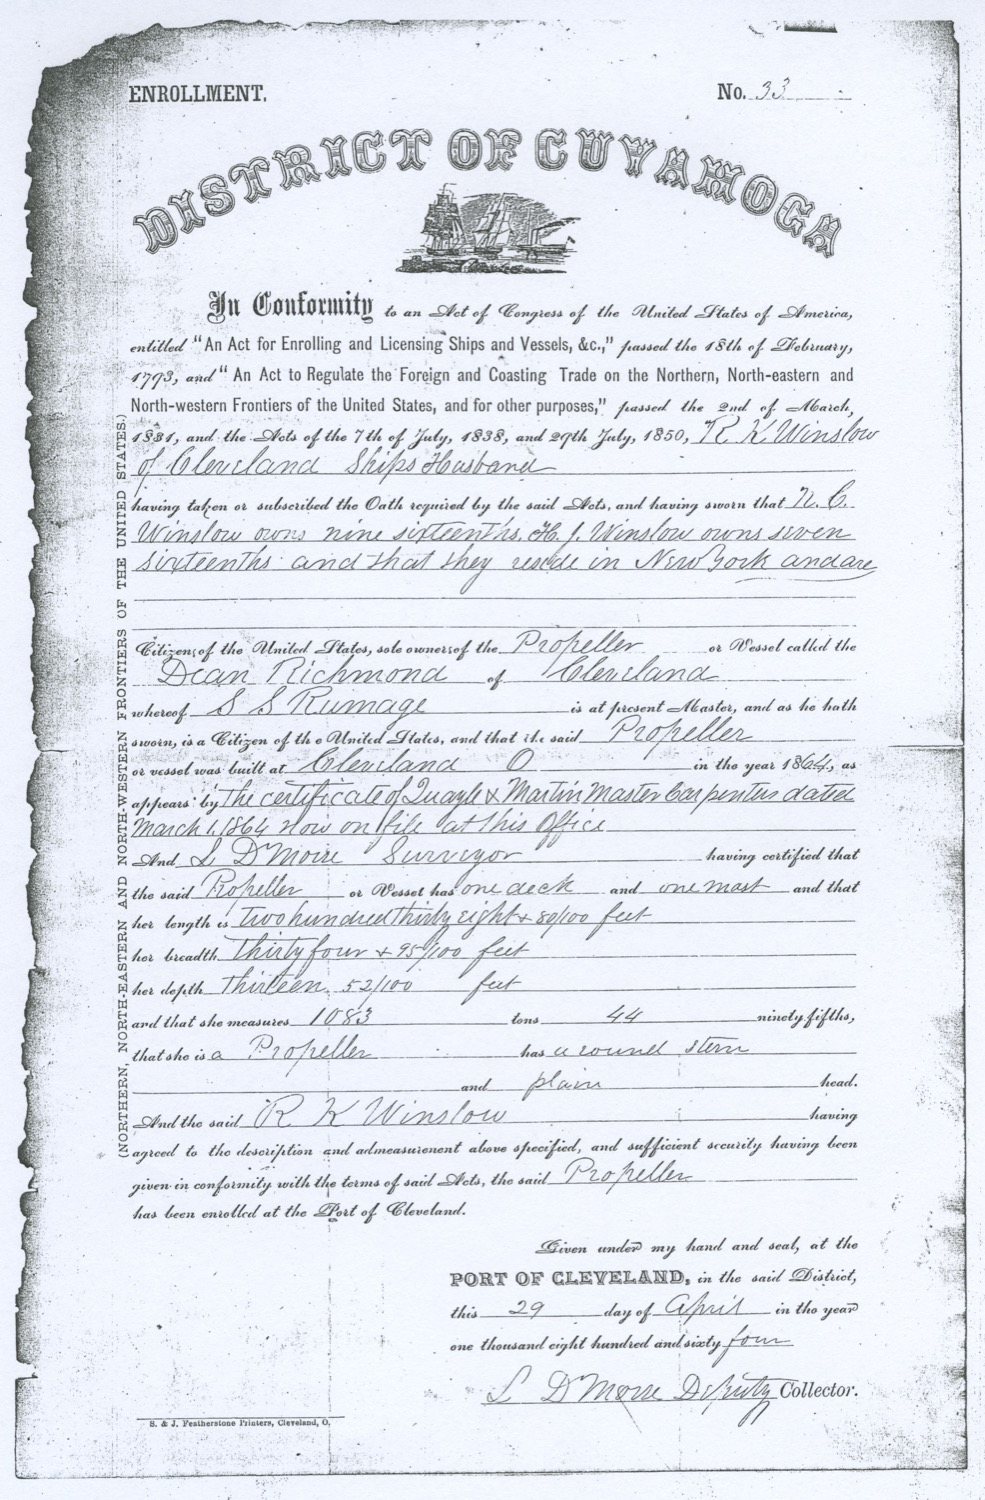 ENROLLMENT.
No. 33
DISTRICT OF CUYAHOGA
In Conformity to an Act of Congress of the United States of America,
entitled "An Act for Enrolling and Licensing Ships and Vessels, &c.," passed the 18th of February,
1793, and "An Act to Regulate the Foreign and Coasting Trade on the Northern, North-eastern and
North-western Frontiers of the United States, and for other purposes," passed the 2nd of March,
1831, and the Acts of the 7th of July, 1838, and 29th July, 1850, R K Winslow
of Cleveland Ships Husband
having taken or subscribed the Oath required by the said Acts, and having sworn that N. C.
Winslow owns nine sixteenths, H. J. Winslow owns seven
sixteenths and that they reside in New York and are
Citizens of the United States, sole owners of the Propeller or Vessel called the
Dean Richmond of Cleveland
whereof S S Rumage is at present Master, and as he hath
sworn, is a Citizen of the United States, and that the said Propeller
or vessel was built at Cleveland O in the year 1864, as
appears by The certificate of Quayle & Martin Master Carpenters dated
March 1, 1864 now on file at this Office
And L D'Moire Surveyor having certified that
the said Propeller or Vessel has one deck and one mast and that
her length is two hundred thirty eight & 80/100 feet
her breadth Thirty four & 95/100 feet
her depth Thirteen 52/100 feet
and that she measures 1083 tons 44 ninety fifths,
that she is a Propeller has a round stern
and plain head.
And the said R K Winslow having
agreed to the description and admeasurement above specified, and sufficient security having been
given in conformity with the terms of said Acts, the said Propeller
has been enrolled at the Port of Cleveland.
Given under my hand and seal, at the
PORT OF CLEVELAND, in the said District,
this 29 day of April in the year
one thousand eight hundred and sixty four
L D'Moire Deputy Collector.
S. & J. Featherstone Printers, Cleveland, O.
(NORTHERN, NORTH-EASTERN AND NORTH-WESTERN FRONTIERS OF THE UNITED STATES.)